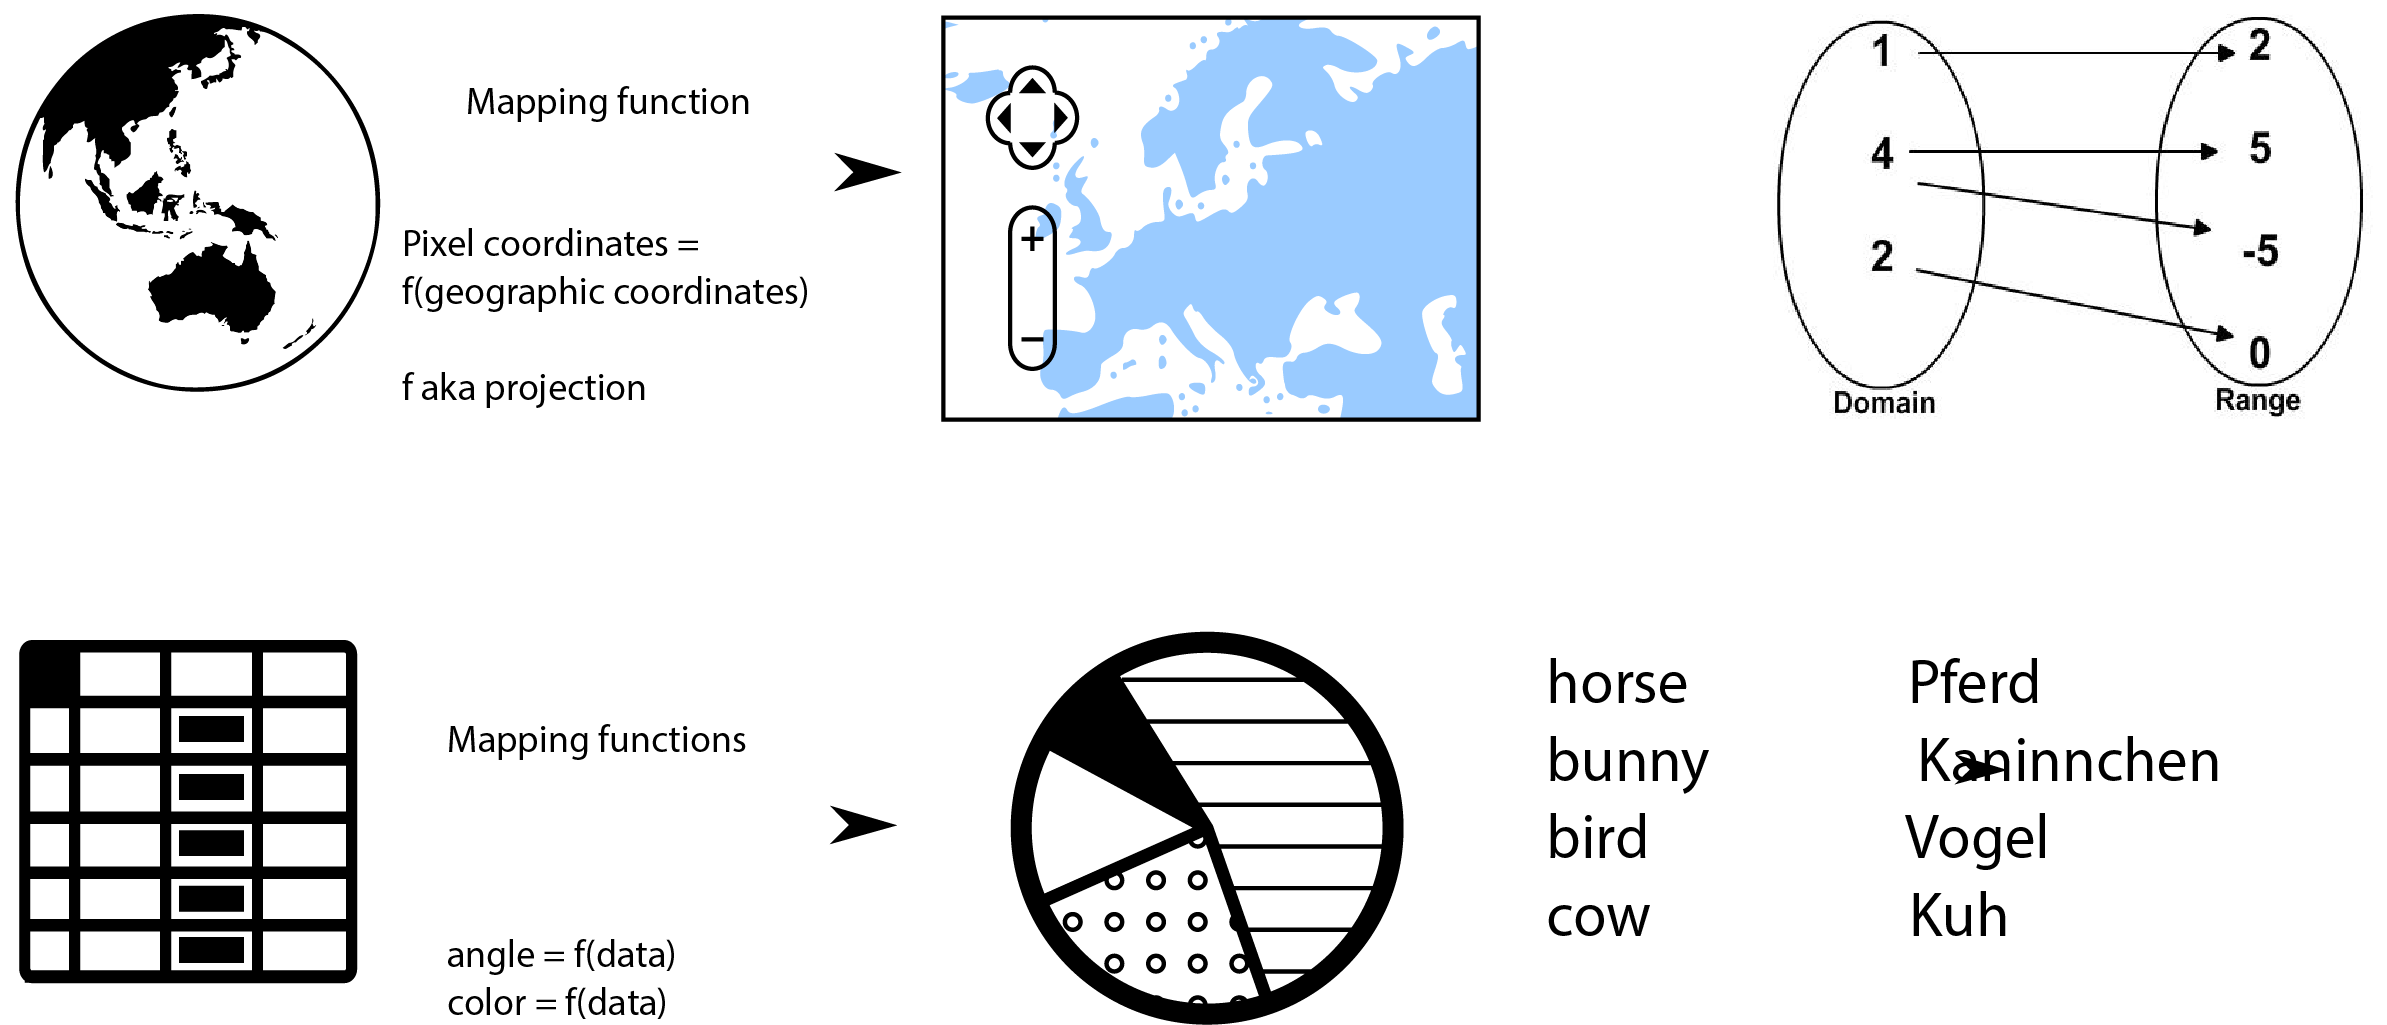 Mapping function
Pixel coordinates =
f(geographic coordinates)
f aka projection
+
−
1
4
2
Domain
2
5
-5
0
Range
Mapping functions
angle = f(data)
color = f(data)
horse Pferd
bunny Kaninnchen
bird Vogel
cow Kuh